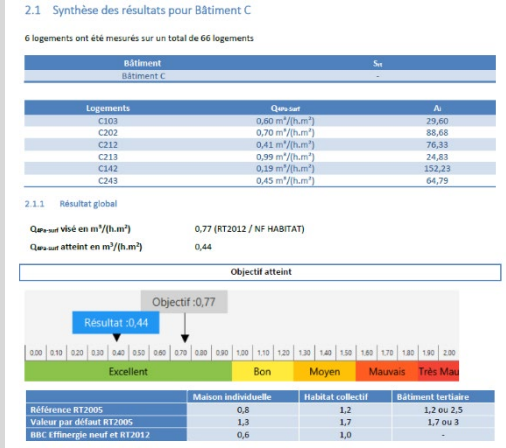 2.1 Synthèse des résultats pour Bâtiment C
6 logements ont été mesurés sur un total de 66 logements
Bâtiment
Bâtiment C -
Logements Q4Pa-surf
C103 0,60 m³/(h.m²) 29,60
C202 0,70 m³/(h.m²) 88,68
C212 0,41 m³/(h.m²) 76,33
C213 0,99 m³/(h.m²) 24,83
C142 0,19 m³/(h.m²) 152,23
C243 0,45 m³/(h.m²) 64,79
2.1.1 Résultat global
Q4Pa-surf visé en m³/(h.m²) 0,77 (RT2012 / NF HABITAT)
Q4Pa-surf atteint en m³/(h.m²) 0,44
Objectif atteint
Objectif :0,77
Résultat :0,44
0,00 0,10 0,20 0,30 0,40 0,50 0,60 0,70 0,80 0,90 1,00 1,10 1,20 1,30 1,40 1,50 1,60 1,70 1,80 1,90 2,00
Excellent Bon Moyen Mauvais Très Mau
Maison individuelle Habitat collectif Bâtiment tertiaire
Référence RT2005 0,8 1,2 1,2 ou 2,5
Valeur par défaut RT2005 1,3 1,7 1,7 ou 3
BBC Effinergie neuf et RT2012 0,6 1,0 -